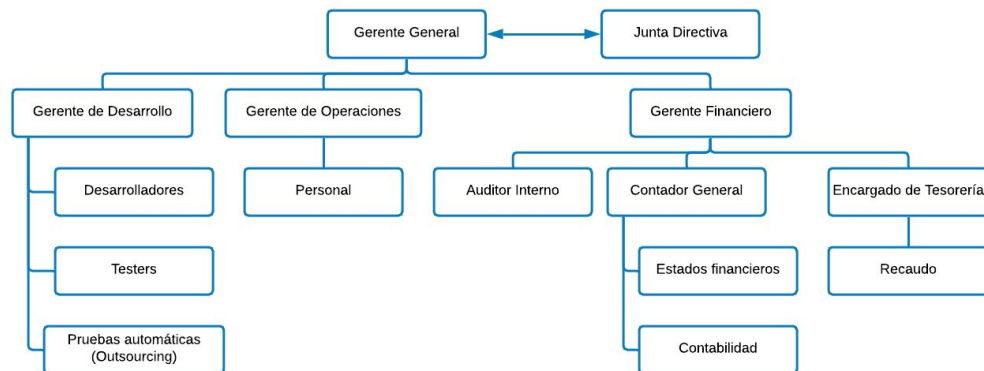 Gerente General
Junta Directiva
Gerente de Desarrollo
Gerente de Operaciones
Gerente Financiero
Desarrolladores
Personal
Auditor Interno
Contador General
Encargado de Tesorería
Testers
Estados financieros
Recaudo
Pruebas automáticas
(Outsourcing)
Contabilidad